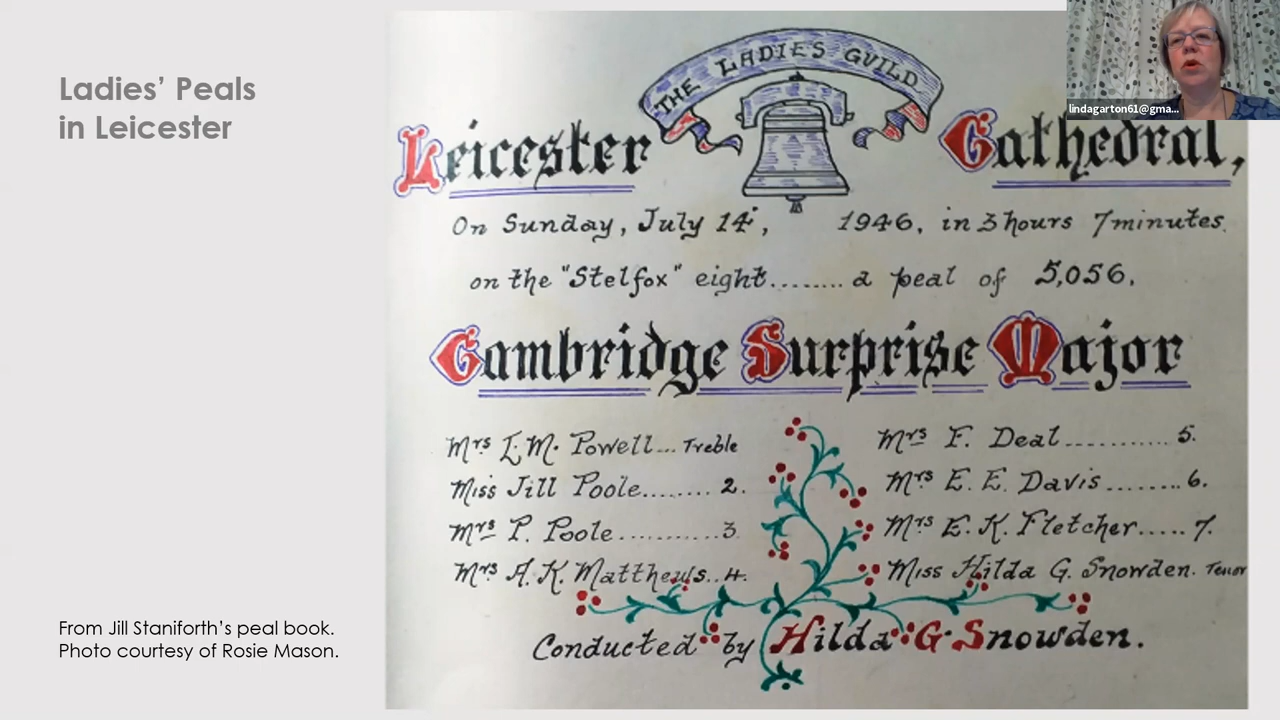 Ladies’ Peals
in Leicester
lindagarton61@gma...
THE LADIES GUILD
Leicester Cathedral,
On Sunday, July 14, 1946, in 3 hours 7 minutes.
on the "Stelfox" eight........ a peal of 5,056.
Cambridge Surprise Major
Mrs E.M. Powell... Treble
Miss Jill Poole........ 2.
Mrs P. Poole........... 3.
Mrs A.K. Matthews.. 4.
Mrs F. Deal........... 5.
Mrs E. E. Davis........ 6.
Mrs E. K. Fletcher..... 7.
Miss Hilda G. Snowden. Tenor
Conducted by Hilda G Snowden.
From Jill Staniforth’s peal book.
Photo courtesy of Rosie Mason.